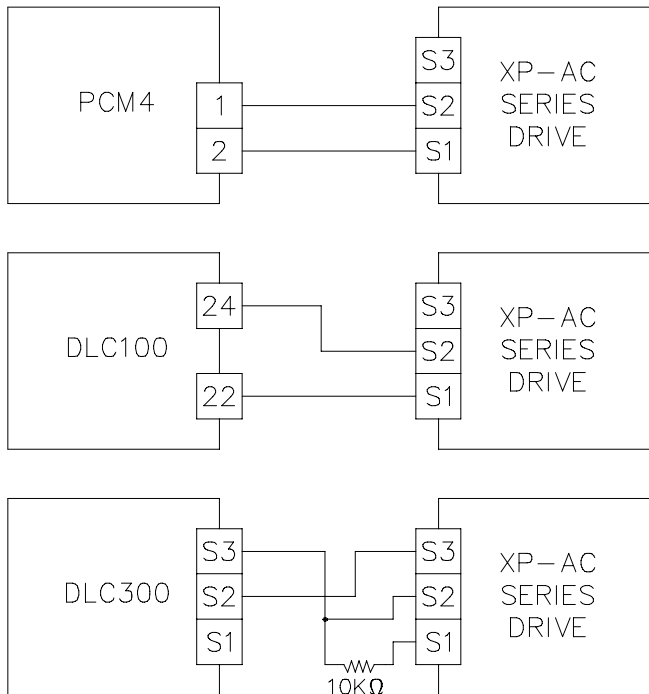 PCM4
1
2
S3
S2
S1
XP-AC
SERIES
DRIVE
DLC100
24
22
S3
S2
S1
XP-AC
SERIES
DRIVE
DLC300
S3
S2
S1
10KΩ
S3
S2
S1
XP-AC
SERIES
DRIVE